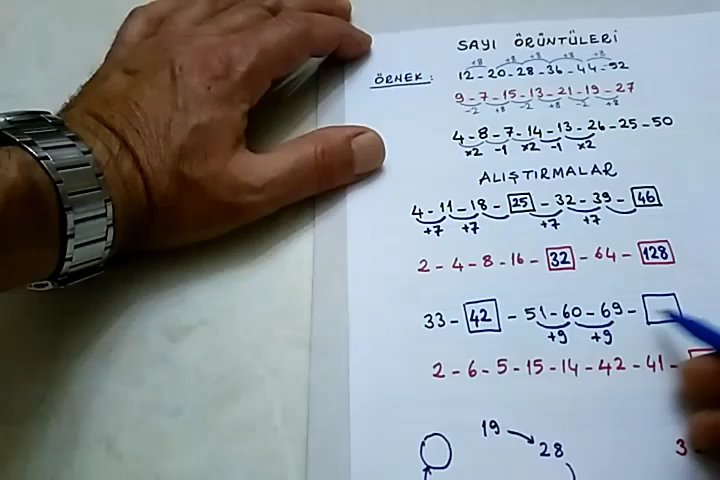 SAYI ÖRÜNTÜLERİ
+8 +8 +8 +8 +8
ÖRNEK: 12-20-28-36-44-52
9-7-15-13-21-19-27
-2 +8 -2 +8 -2 +8
4-8-7-14-13-26-25-50
x2 -1 x2 -1 x2
ALIŞTIRMALAR
4-11-18-25-32-39-46
+7 +7 +7 +7
2-4-8-16-32-64-128
33-42-51-60-69-
+9 +9
2-6-5-15-14-42-41-
19 28
3